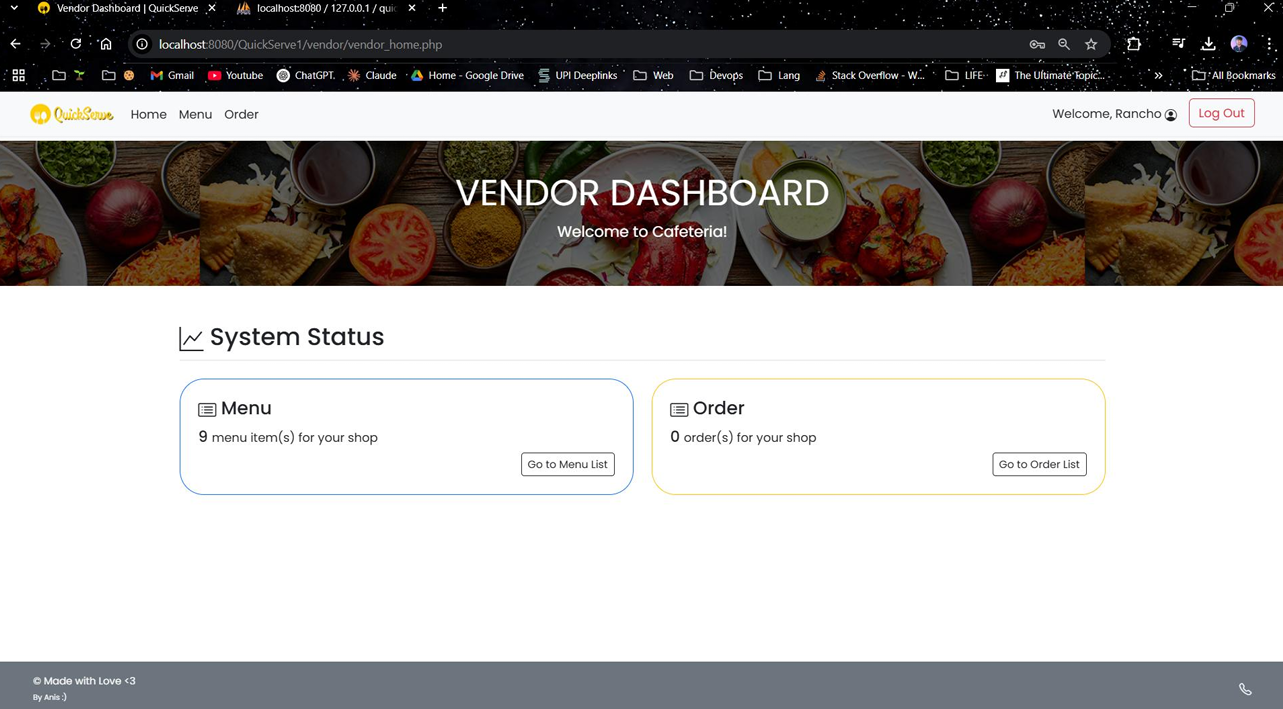 Vendor Dashboard | QuickServe
localhost:8080 / 127.0.0.1 / quic
localhost:8080/QuickServe1/vendor/vendor_home.php
Gmail Youtube ChatGPT. Claude Home - Google Drive UPI Deeplinks Web Devops Lang Stack Overflow - W... LIFE The Ultimate Topic... » All Bookmarks
QuickServe Home Menu Order Welcome, Rancho Log Out
VENDOR DASHBOARD
Welcome to Cafeteria!
System Status
Menu
9 menu item(s) for your shop
Go to Menu List
Order
0 order(s) for your shop
Go to Order List
© Made with Love <3
By Anis :)